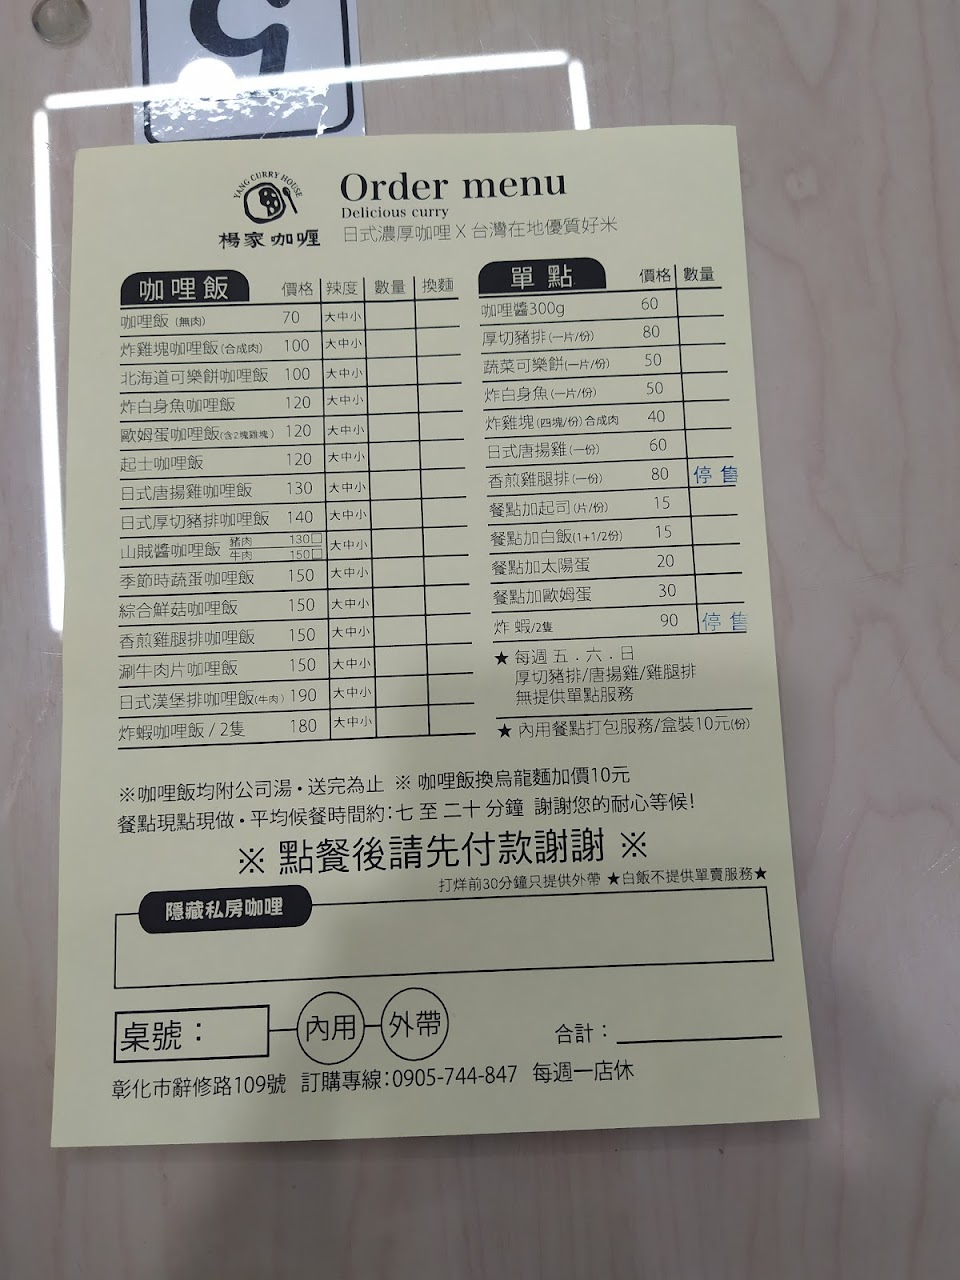 YANG CURRY HOUSE
楊家咖喱
Order menu
Delicious curry
日式濃厚咖哩 X 台灣在地優質好米
咖哩飯 價格 辣度 數量 換麵
咖哩飯 (無肉) 70 大中小
炸雞塊咖哩飯(合成肉) 100 大中小
北海道可樂餅咖哩飯 100 大中小
炸白身魚咖哩飯 120 大中小
歐姆蛋咖哩飯(含2塊雞塊) 120 大中小
起士咖哩飯 120 大中小
日式唐揚雞咖哩飯 130 大中小
日式厚切豬排咖哩飯 140 大中小
山賊醬咖哩飯 豬肉 130□ 牛肉 150□ 大中小
季節時蔬蛋咖哩飯 150 大中小
綜合鮮菇咖哩飯 150 大中小
香煎雞腿排咖哩飯 150 大中小
涮牛肉片咖哩飯 150 大中小
日式漢堡排咖哩飯(牛肉) 190 大中小
炸蝦咖哩飯 / 2隻 180 大中小
單點 價格 數量
咖哩醬300g 60
厚切豬排(一片/份) 80
蔬菜可樂餅(一片/份) 50
炸白身魚(一片/份) 50
炸雞塊(四塊/份)合成肉 40
日式唐揚雞(一份) 60
香煎雞腿排(一份) 80 停售
餐點加起司(片/份) 15
餐點加白飯(1+1/2份) 15
餐點加太陽蛋 20
餐點加歐姆蛋 30
炸 蝦/2隻 90 停售
★ 每週 五 . 六 . 日
厚切豬排/唐揚雞/雞腿排
無提供單點服務
★ 內用餐點打包服務/盒裝10元(份)
※咖哩飯均附公司湯・送完為止 ※ 咖哩飯換烏龍麵加價10元
餐點現點現做・平均候餐時間約:七 至 二十 分鐘 謝謝您的耐心等候!
※ 點餐後請先付款謝謝 ※
打烊前30分鐘只提供外帶 ★白飯不提供單賣服務★
隱藏私房咖哩
桌號： 內用 外帶 合計：
彰化市辭修路109號 訂購專線:0905-744-847 每週一店休